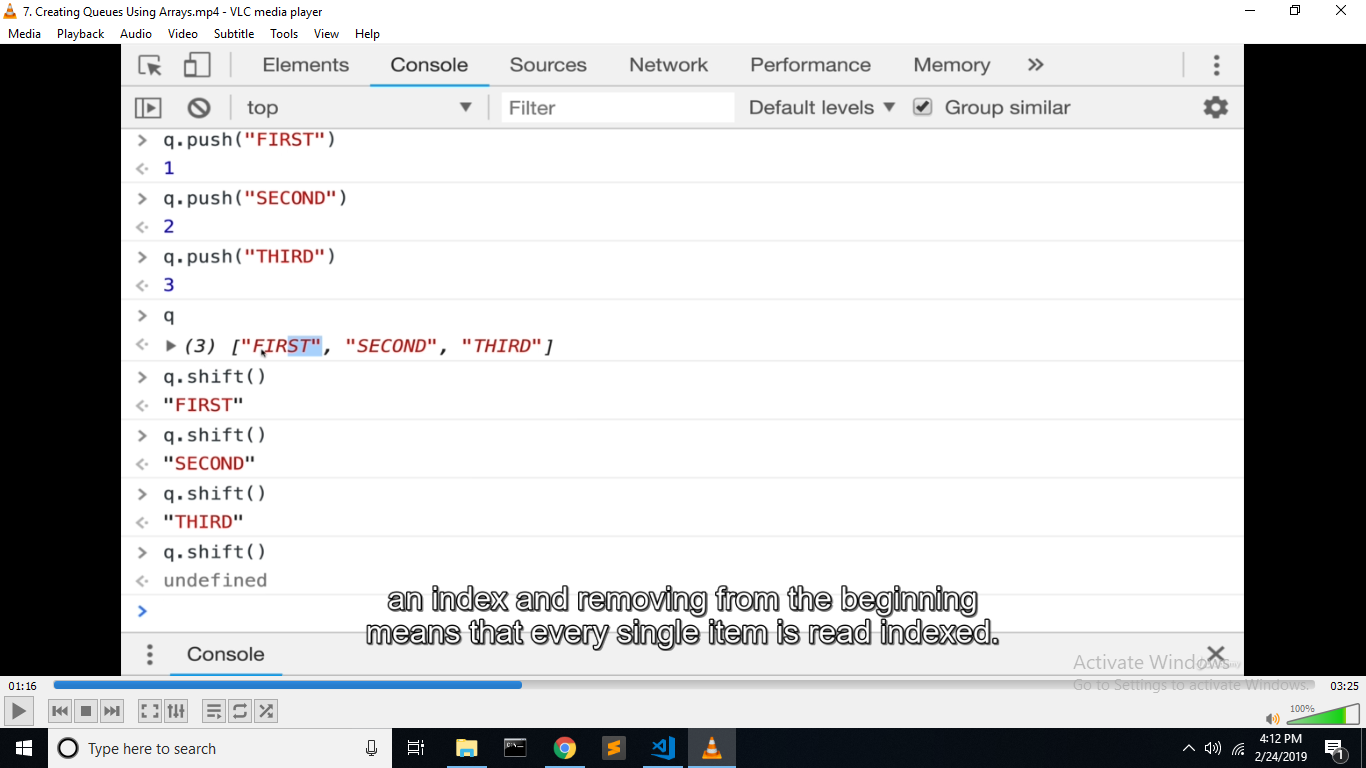 7. Creating Queues Using Arrays.mp4 - VLC media player
Media Playback Audio Video Subtitle Tools View Help
Elements Console Sources Network Performance Memory »
top Filter Default levels Group similar
> q.push("FIRST")
1
> q.push("SECOND")
2
> q.push("THIRD")
3
> q
(3) ["FIRST", "SECOND", "THIRD"]
> q.shift()
"FIRST"
> q.shift()
"SECOND"
> q.shift()
"THIRD"
> q.shift()
undefined
>
an index and removing from the beginning
means that every single item is read indexed.
Console
Activate Windows
Go to Settings to activate Windows.
01:16 03:25
100%
Type here to search
4:12 PM
2/24/2019
1